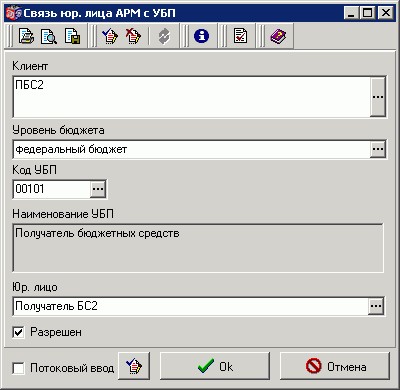 Связь юр. лица АРМ с УБП
Клиент
ПБС2
Уровень бюджета
федеральный бюджет
Код УБП
00101
Наименование УБП
Получатель бюджетных средств
Юр. лицо
Получатель БС2
Разрешен
Потоковый ввод
Ok
Отмена